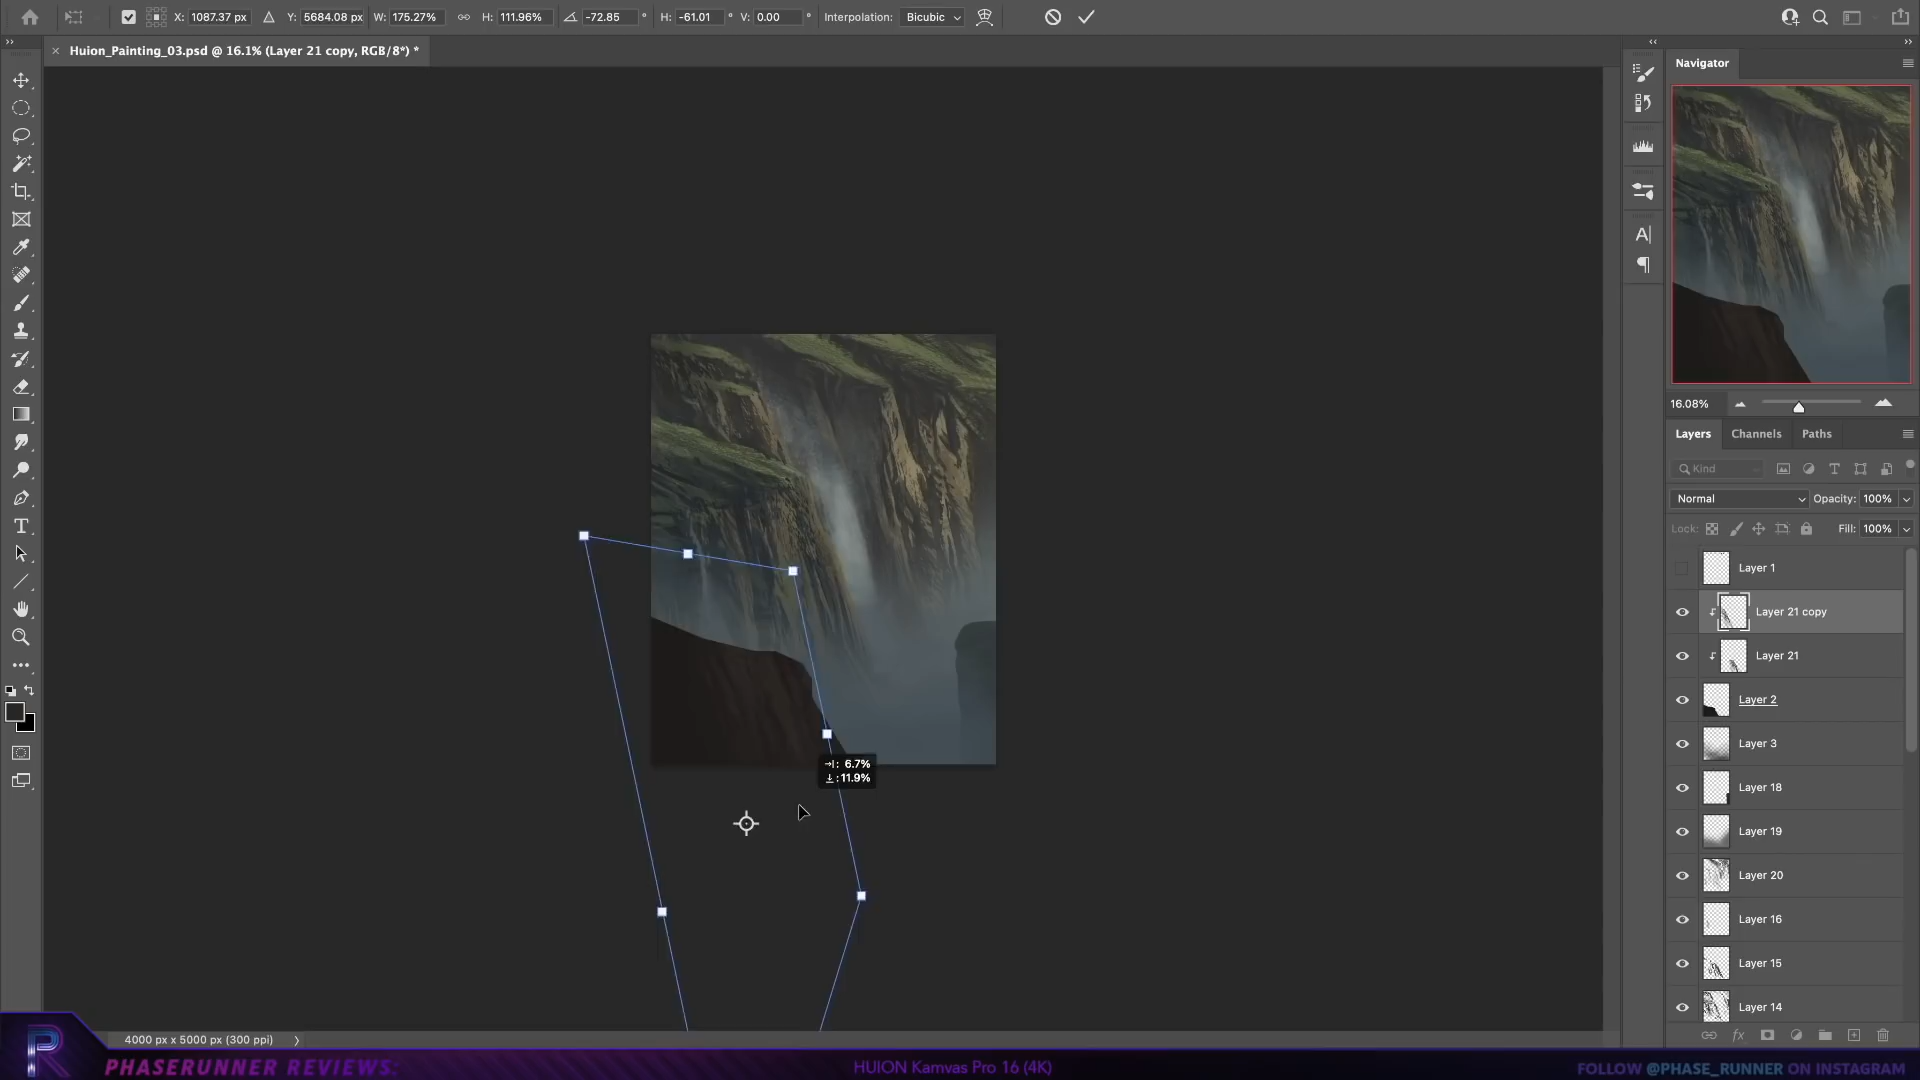 X: 1087.37 px Y: 5684.08 px W: 175.27% H: 111.96% -72.85 ° H: -61.01 ° V: 0.00 ° Interpolation: Bicubic
Huion_Painting_03.psd @ 16.1% (Layer 21 copy, RGB/8*) *
Navigator
16.08%
Layers Channels Paths
Kind
Normal Opacity: 100%
Lock: Fill: 100%
Layer 1
Layer 21 copy
Layer 21
Layer 2
Layer 3
Layer 18
Layer 19
Layer 20
Layer 16
Layer 15
Layer 14
: 6.7%
: 11.9%
4000 px x 5000 px (300 ppi)
PHASERUNNER REVIEWS:
HUION Kamvas Pro 16 (4K)
FOLLOW @PHASE_RUNNER ON INSTAGRAM